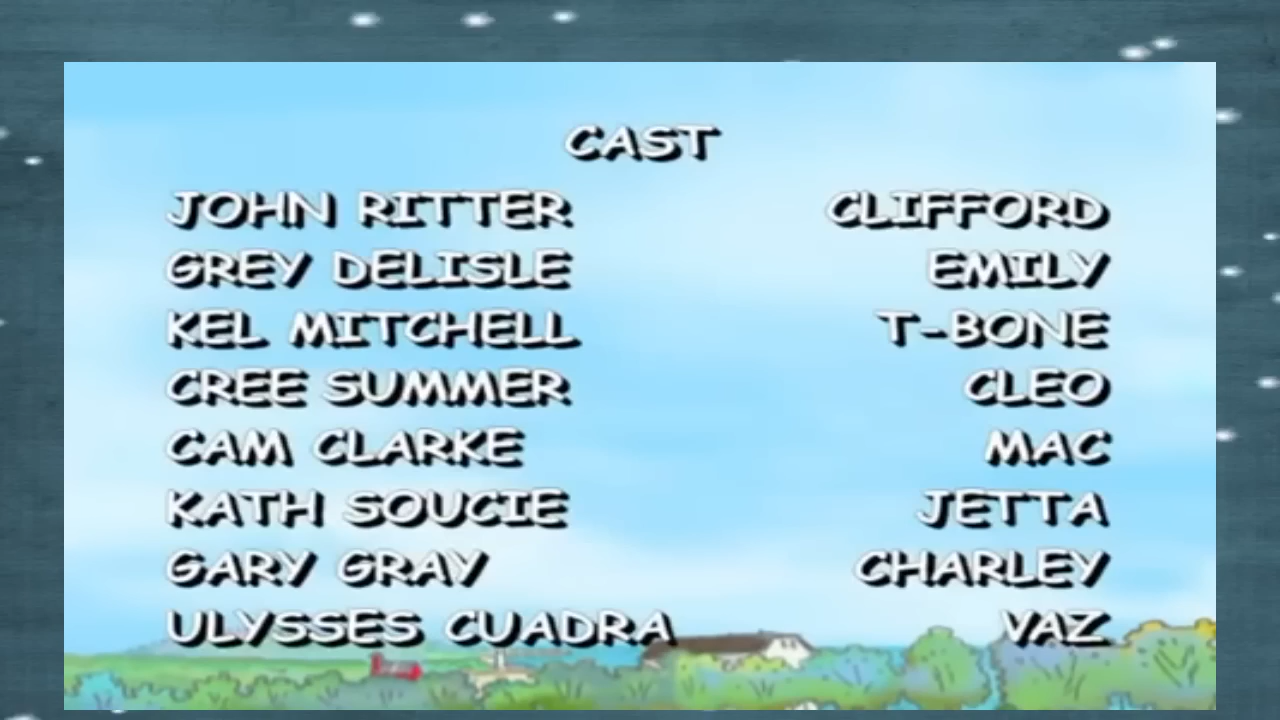 CAST
JOHN RITTER CLIFFORD
GREY DELISLE EMILY
KEL MITCHELL T-BONE
CREE SUMMER CLEO
CAM CLARKE MAC
KATH SOUCIE JETTA
GARY GRAY CHARLEY
ULYSSES CUADRA VAZ